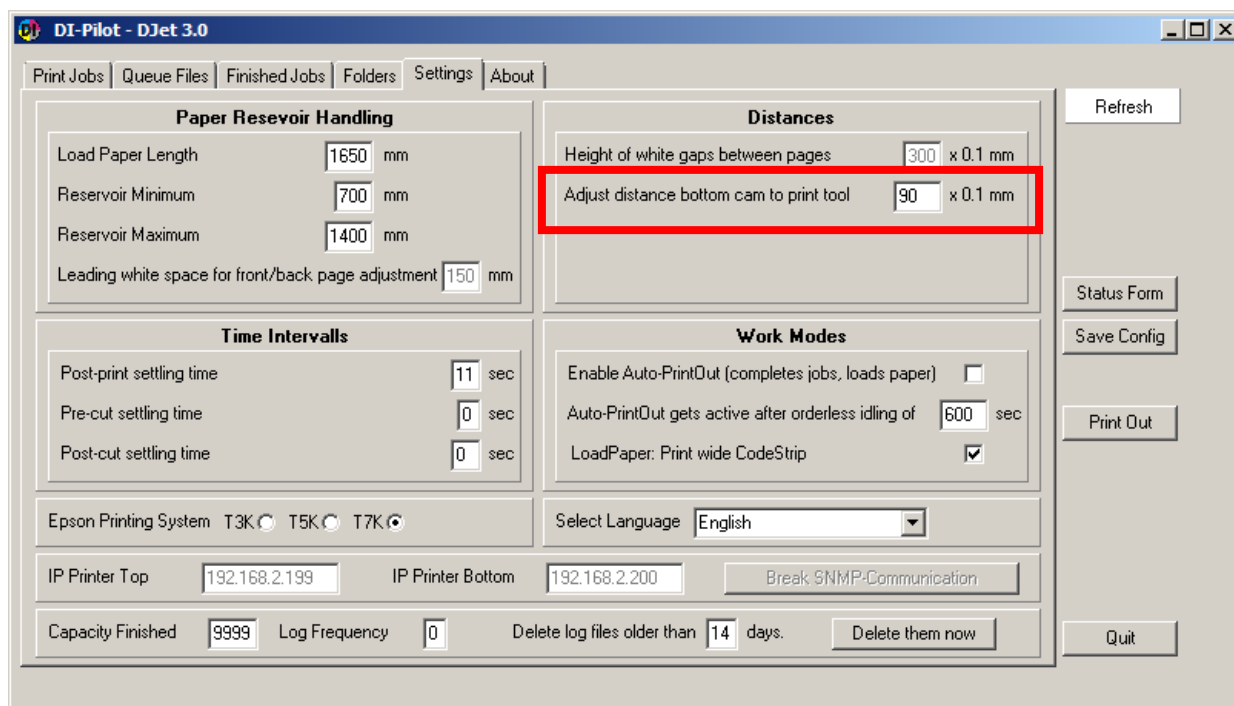 DI-Pilot - DJet 3.0
Print Jobs Queue Files Finished Jobs Folders Settings About
Paper Resevoir Handling
Load Paper Length 1650 mm
Reservoir Minimum 700 mm
Reservoir Maximum 1400 mm
Leading white space for front/back page adjustment 150 mm
Distances
Height of white gaps between pages 300 x 0.1 mm
Adjust distance bottom cam to print tool 90 x 0.1 mm
Refresh
Status Form
Save Config
Print Out
Time Intervalls
Post-print settling time 11 sec
Pre-cut settling time 0 sec
Post-cut settling time 0 sec
Work Modes
Enable Auto-PrintOut (completes jobs, loads paper)
Auto-PrintOut gets active after orderless idling of 600 sec
LoadPaper: Print wide CodeStrip
Epson Printing System T3K T5K T7K
Select Language English
IP Printer Top 192.168.2.199 IP Printer Bottom 192.168.2.200 Break SNMP-Communication
Capacity Finished 9999 Log Frequency 0 Delete log files older than 14 days. Delete them now
Quit